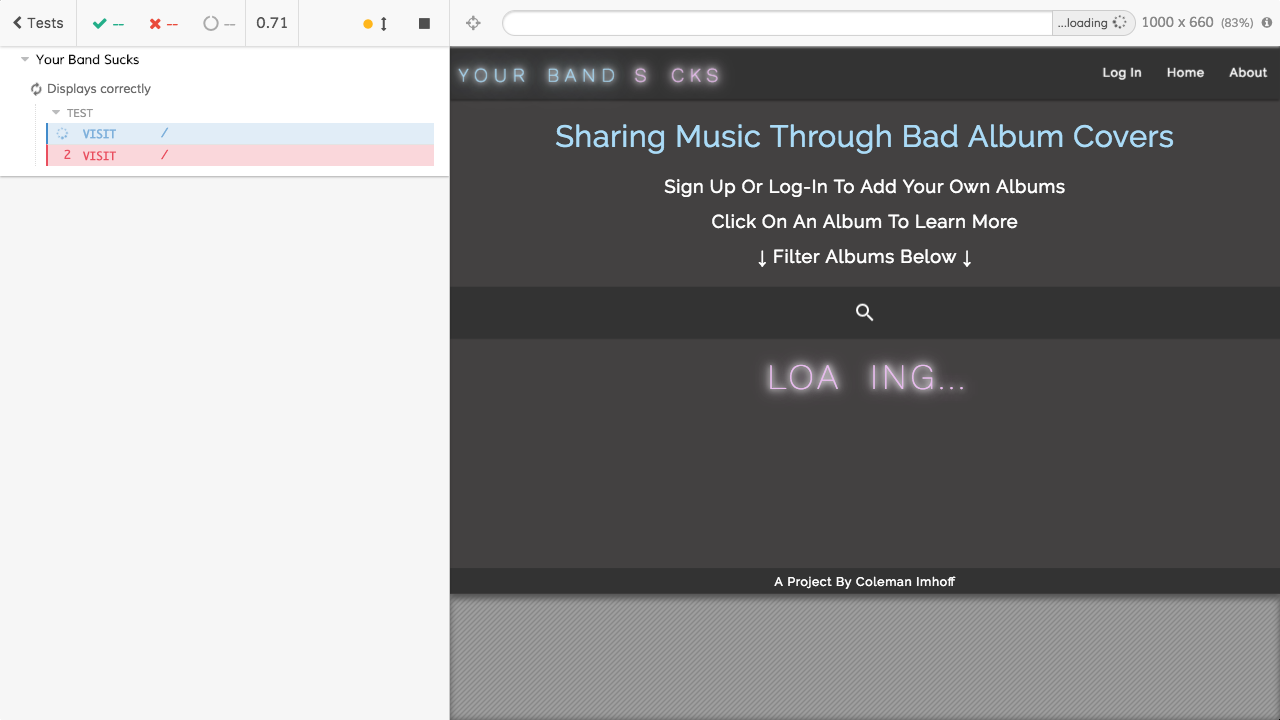 Tests
--
--
--
0.71
...loading
1000 x 660 (83%)
Your Band Sucks
Displays correctly
TEST
VISIT /
2 VISIT /
YOUR BAND S CKS
Log In
Home
About
Sharing Music Through Bad Album Covers
Sign Up Or Log-In To Add Your Own Albums
Click On An Album To Learn More
↓ Filter Albums Below ↓
LOA ING...
A Project By Coleman Imhoff